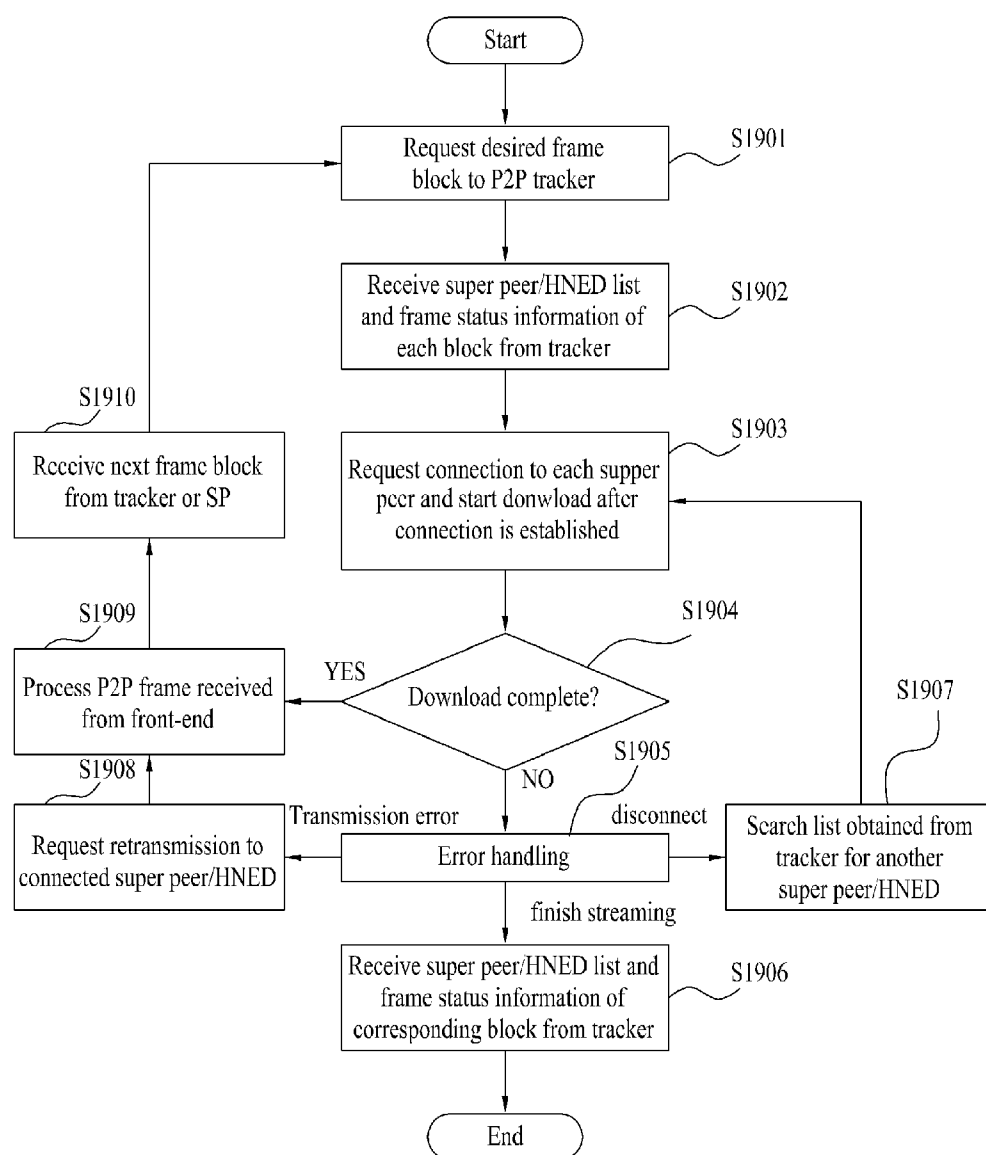 Start
S1901
Request desired frame
block to P2P tracker
S1902
Receive super peer/HNED list
and frame status information of
each block from tracker
S1910
Receive next frame block
from tracker or SP
S1903
Request connection to each supper
peer and start donwload after
connection is established
S1909
Process P2P frame received
from front-end
S1904
YES
Download complete?
NO
S1907
Search list obtained from
tracker for another
super peer/HNED
S1908
Request retransmission to
connected super peer/HNED
S1905
Transmission error
disconnect
Error handling
finish streaming
Receive super peer/HNED list and
frame status information of
corresponding block from tracker
S1906
End